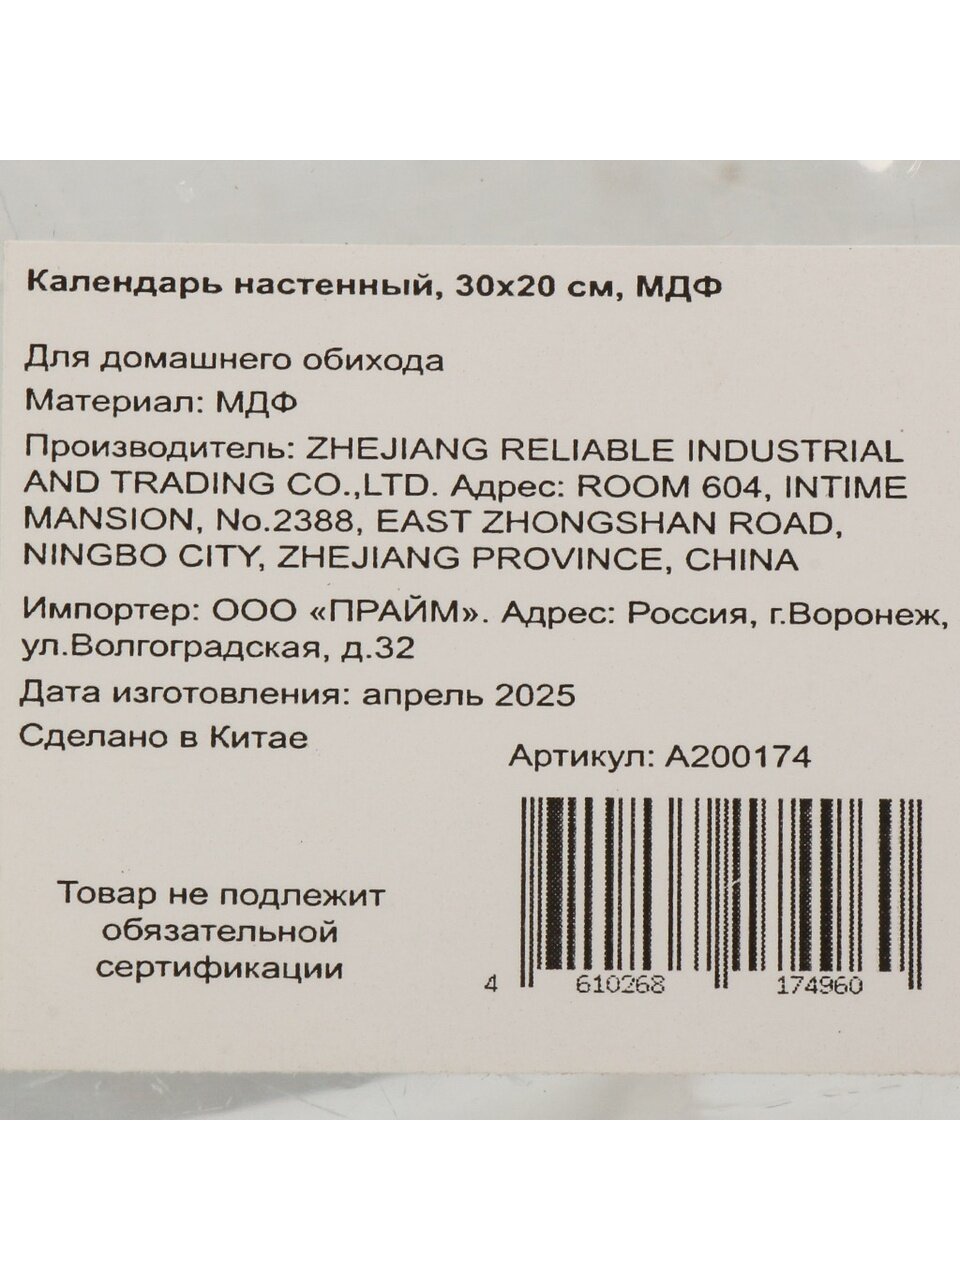 Календарь настенный, 30х20 см, МДФ
Для домашнего обихода
Материал: МДФ
Производитель: ZHEJIANG RELIABLE INDUSTRIAL
AND TRADING CO.,LTD. Адрес: ROOM 604, INTIME
MANSION, No.2388, EAST ZHONGSHAN ROAD,
NINGBO CITY, ZHEJIANG PROVINCE, CHINA
Импортер: ООО «ПРАЙМ». Адрес: Россия, г.Воронеж,
ул.Волгоградская, д.32
Дата изготовления: апрель 2025
Сделано в Китае
Артикул: А200174
Товар не подлежит
обязательной
сертификации
4 610268 174960